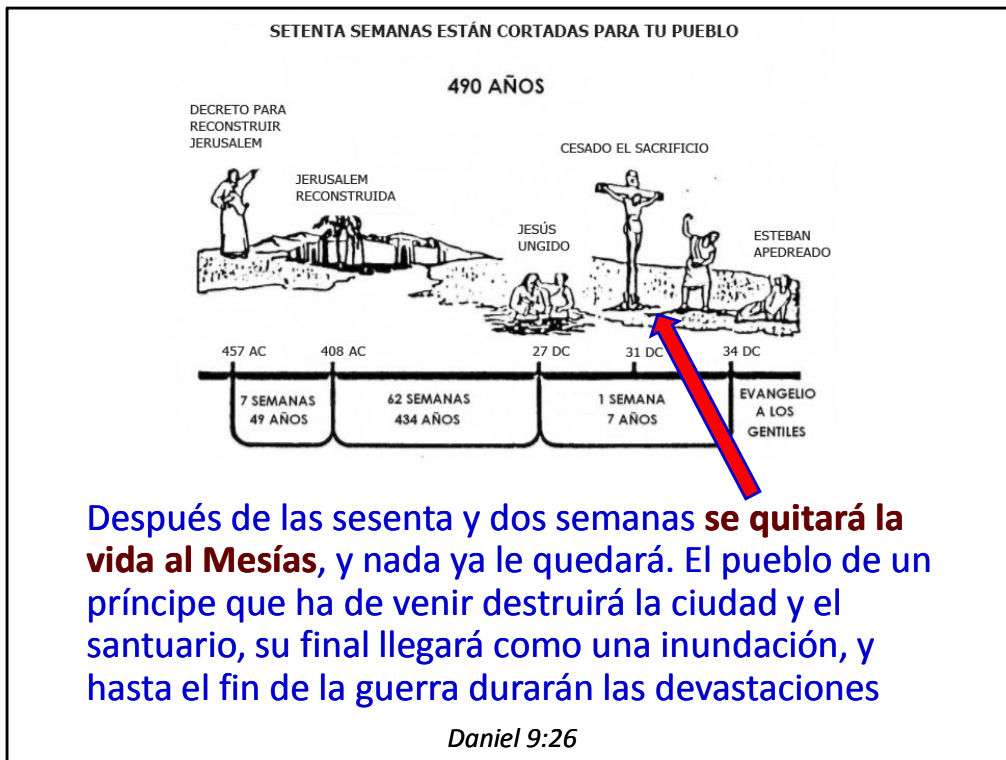 SETENTA SEMANAS ESTÁN CORTADAS PARA TU PUEBLO
490 AÑOS
DECRETO PARA
RECONSTRUIR
JERUSALEM
JERUSALEM
RECONSTRUIDA
JESÚS
UNGIDO
CESADO EL SACRIFICIO
ESTEBAN
APEDREADO
457 AC
408 AC
27 DC
31 DC
34 DC
7 SEMANAS
49 AÑOS
62 SEMANAS
434 AÑOS
1 SEMANA
7 AÑOS
EVANGELIO
A LOS
GENTILES
Después de las sesenta y dos semanas se quitará la
vida al Mesías, y nada ya le quedará. El pueblo de un
príncipe que ha de venir destruirá la ciudad y el
santuario, su final llegará como una inundación, y
hasta el fin de la guerra durarán las devastaciones
Daniel 9:26